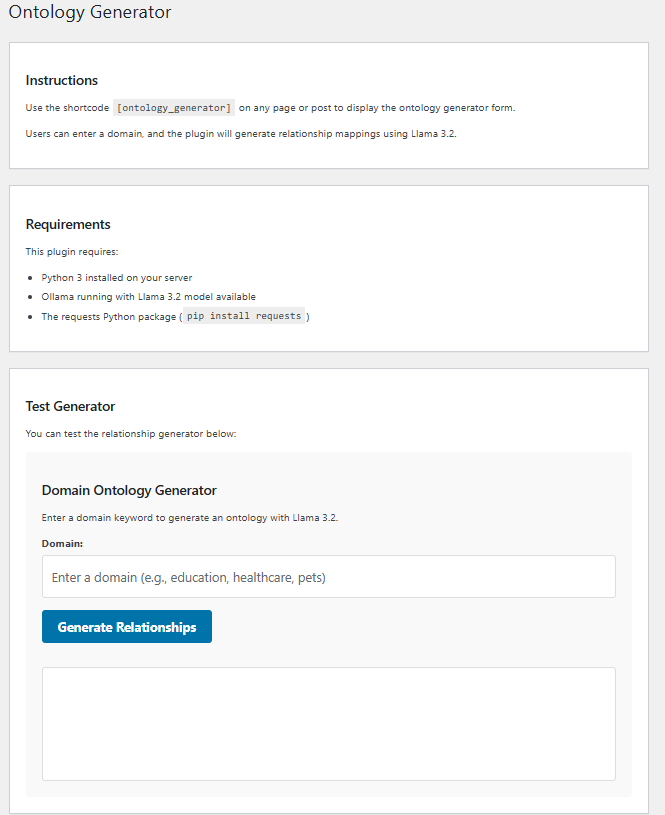 Ontology Generator
Instructions
Use the shortcode [ontology_generator] on any page or post to display the ontology generator form.
Users can enter a domain, and the plugin will generate relationship mappings using Llama 3.2.
Requirements
This plugin requires:
Python 3 installed on your server
Ollama running with Llama 3.2 model available
The requests Python package ( pip install requests )
Test Generator
You can test the relationship generator below:
Domain Ontology Generator
Enter a domain keyword to generate an ontology with Llama 3.2.
Domain:
Enter a domain (e.g., education, healthcare, pets)
Generate Relationships